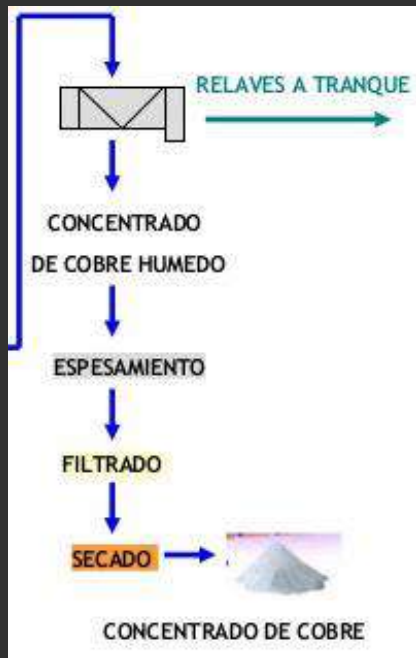 RELAVES A TRANQUE
CONCENTRADO
DE COBRE HUMEDO
ESPESAMIENTO
FILTRADO
SECADO
CONCENTRADO DE COBRE